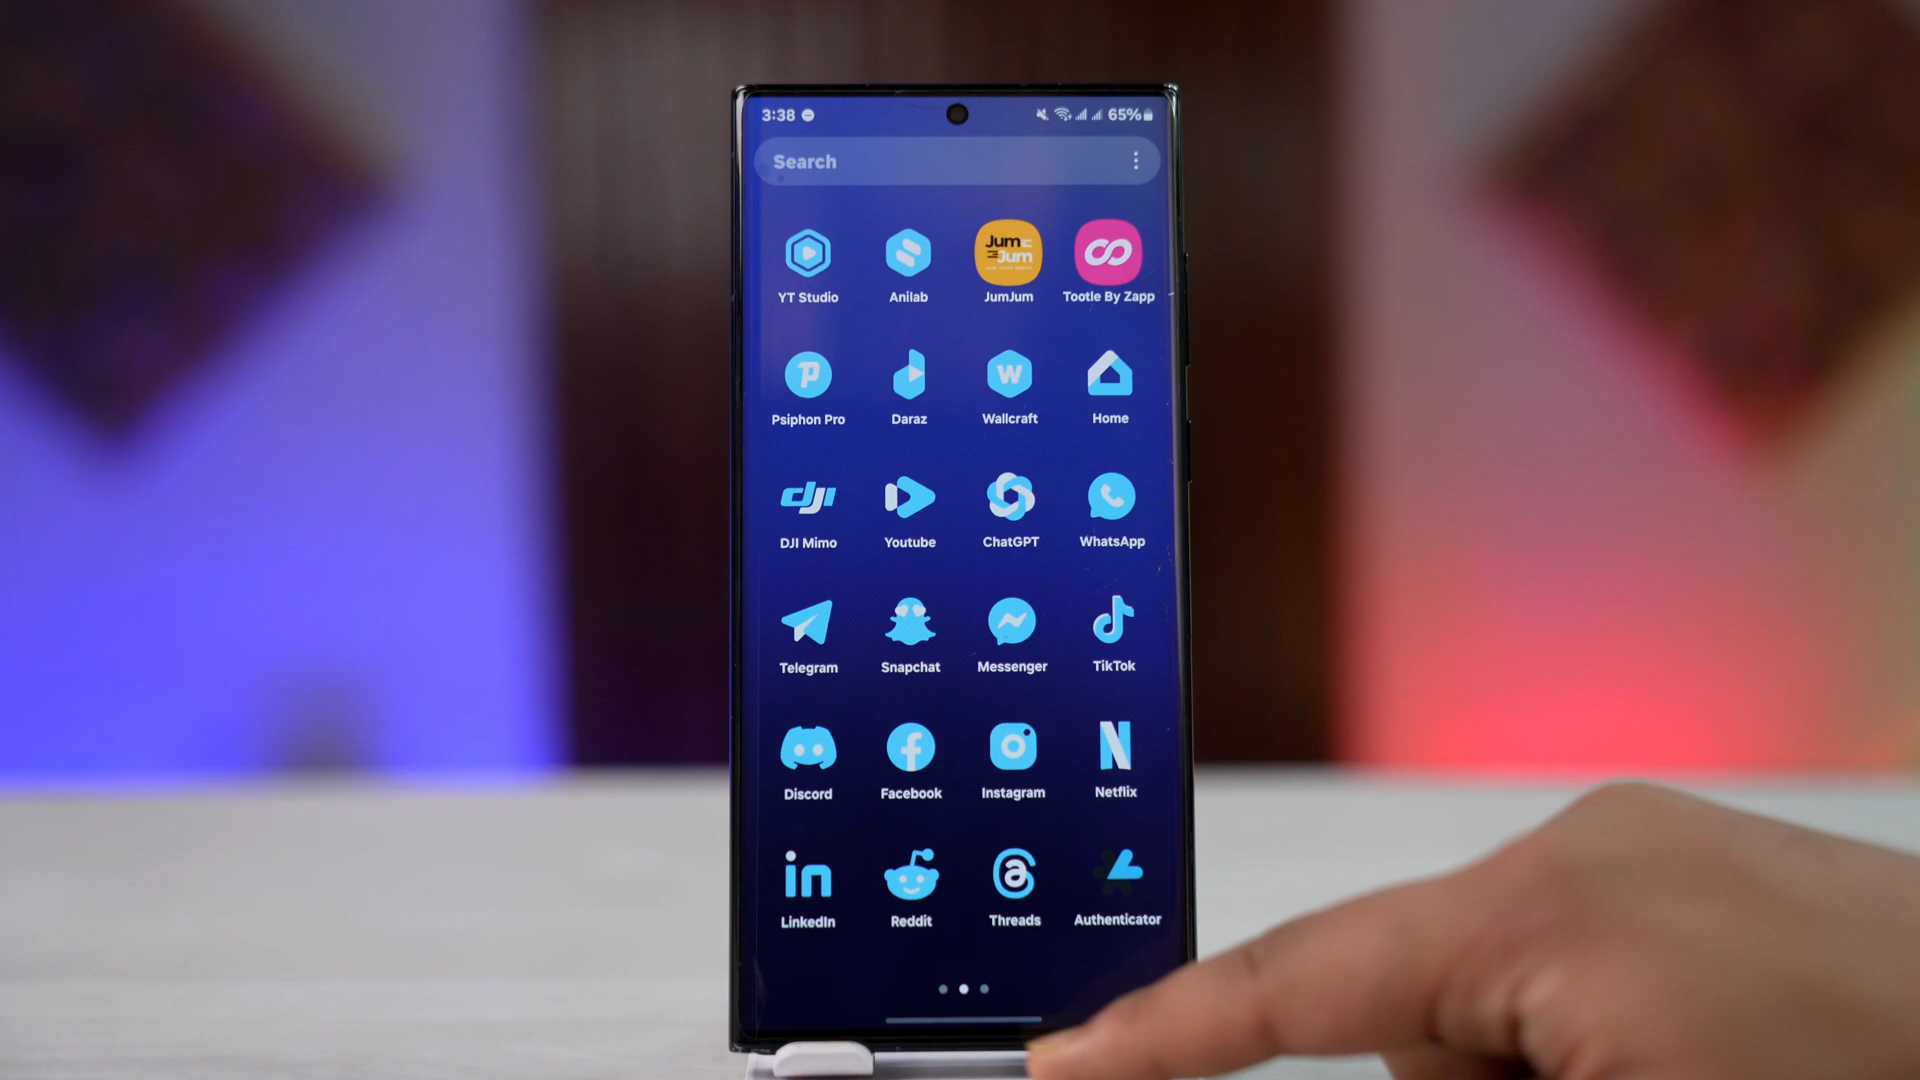 3:38 65%
Search
Jum
Jum
YT Studio Anilab JumJum Tootle By Zapp
P W
Psiphon Pro Daraz Wallcraft Home
dji
DJI Mimo Youtube ChatGPT WhatsApp
Telegram Snapchat Messenger TikTok
f N
Discord Facebook Instagram Netflix
in
LinkedIn Reddit Threads Authenticator